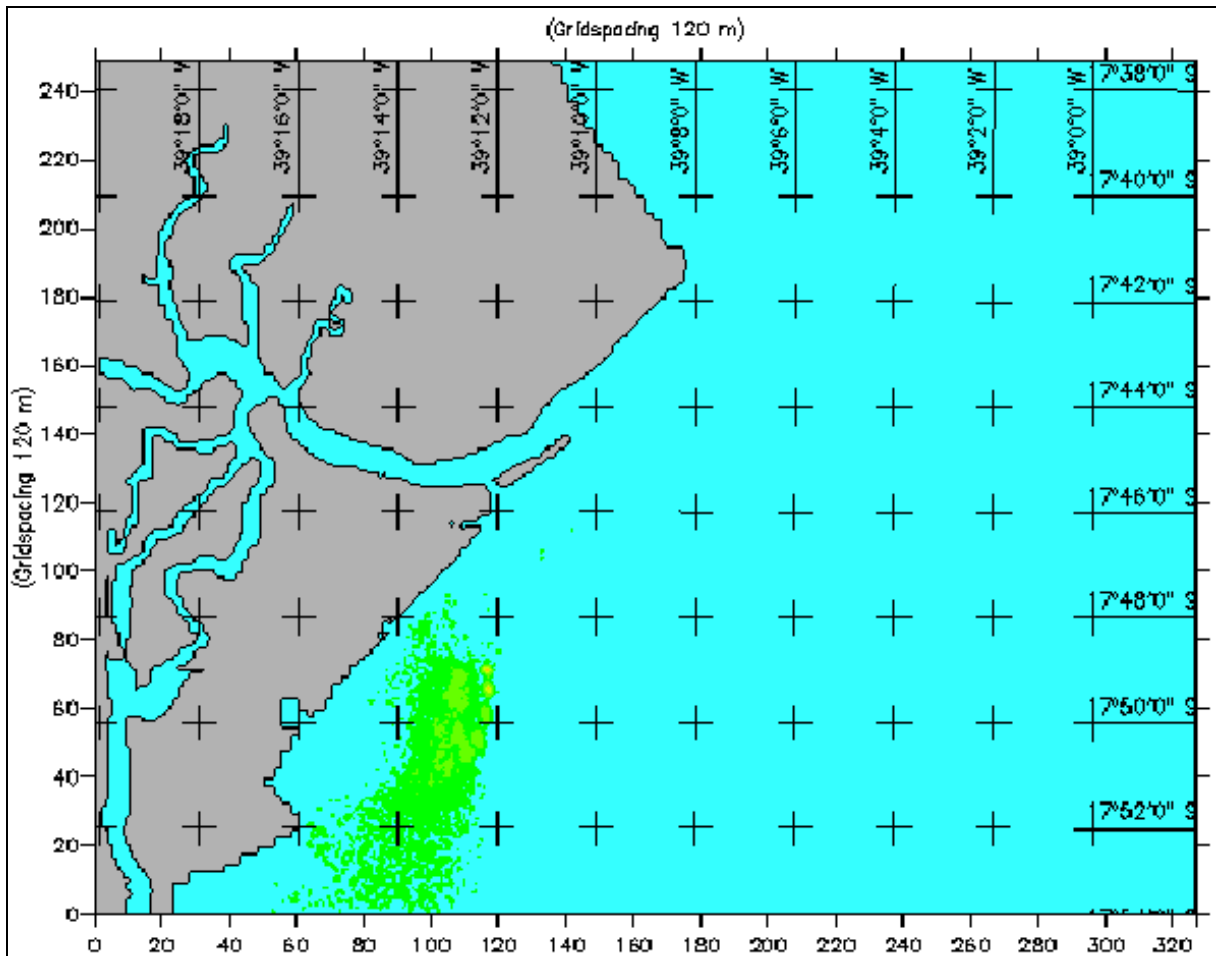 (Gridspacing 120 m)
39°18'0" W
39°16'0" W
39°14'0" W
39°12'0" W
39°10'0" W
39°8'0" W
39°6'0" W
39°4'0" W
39°2'0" W
39°0'0" W
7°38'0" S
7°40'0" S
17°42'0" S
17°44'0" S
17°46'0" S
17°48'0" S
17°50'0" S
17°52'0" S
240
220
200
180
160
140
120
100
80
60
40
20
0
(Gridspacing 120 m)
0 20 40 60 80 100 120 140 160 180 200 220 240 260 280 300 320